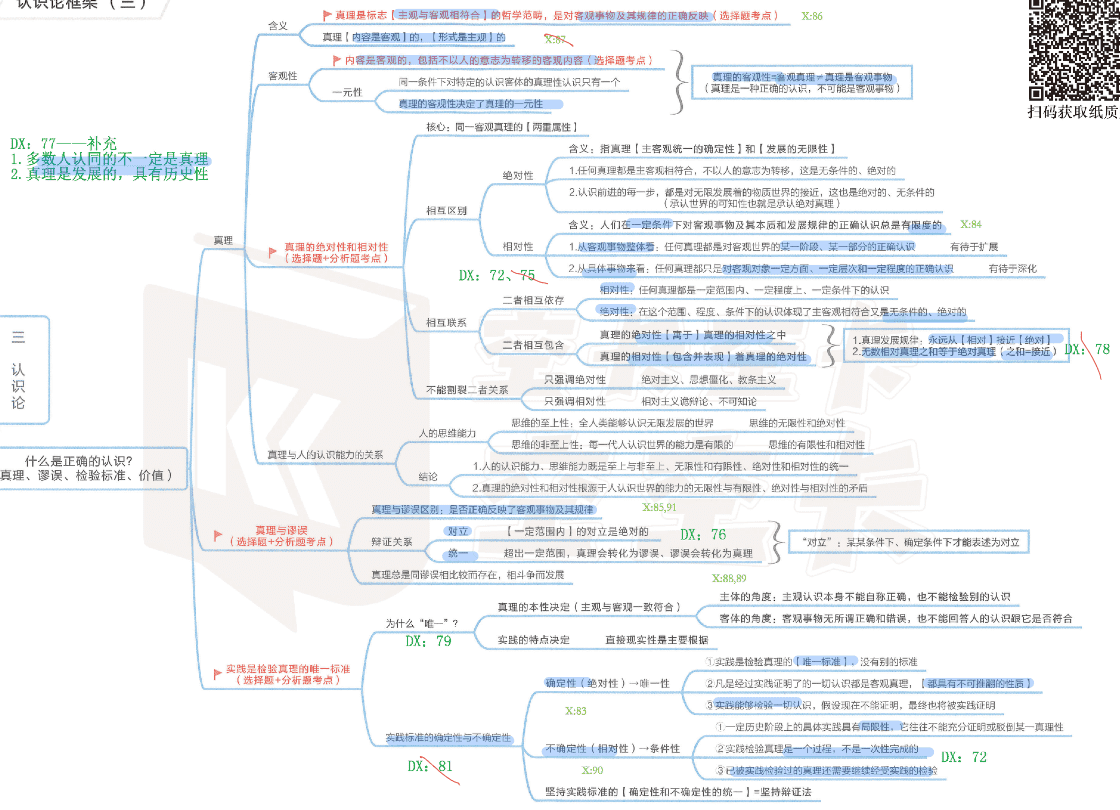 认识论框架（三）
扫码获取纸质
三
认
识
论
什么是正确的认识?
真理、谬误、检验标准、价值）
DX: 77——补充
1.多数人认同的不一定是真理
2.真理是发展的，具有历史性
真理
含义
真理是标志【主观与客观相符合】的哲学范畴，是对客观事物及其规律的正确反映（选择题考点）
X:86
真理【内容是客观】的，【形式是主观】的
X:87
客观性
内容是客观的，包括不以人的意志为转移的客观内容（选择题考点）
一元性
同一条件下对特定的认识客体的真理性认识只有一个
真理的客观性决定了真理的一元性
真理的客观性=客观真理≠真理是客观事物
（真理是一种正确的认识，不可能是客观事物）
真理的绝对性和相对性
（选择题+分析题考点）
核心：同一客观真理的【两重属性】
相互区别
绝对性
含义：指真理【主客观统一的确定性】和【发展的无限性】
1.任何真理都是主客观相符合，不以人的意志为转移，这是无条件的、绝对的
2.认识前进的每一步，都是对无限发展着的物质世界的接近，这也是绝对的、无条件的
（承认世界的可知性也就是承认绝对真理）
相对性
含义：人们在一定条件下对客观事物及其本质和发展规律的正确认识总是有限度的
X:84
1.从客观事物整体看：任何真理都是对客观世界的某一阶段、某一部分的正确认识
有待于扩展
2.从具体事物来看：任何真理都只是对客观对象一定方面、一定层次和一定程度的正确认识
有待于深化
DX: 72、75
相互联系
二者相互依存
相对性：任何真理都是一定范围内、一定程度上、一定条件下的认识
绝对性：在这个范围、程度、条件下的认识体现了主客观相符合又是无条件的、绝对的
二者相互包含
真理的绝对性【寓于】真理的相对性之中
真理的相对性【包含并表现】着真理的绝对性
1.真理发展规律：永远从【相对】接近【绝对】
2.无数相对真理之和等于绝对真理（之和=接近）
DX: 78
不能割裂二者关系
只强调绝对性
绝对主义、思想僵化、教条主义
只强调相对性
相对主义诡辩论、不可知论
真理与人的认识能力的关系
人的思维能力
思维的至上性：全人类能够认识无限发展的世界
思维的无限性和绝对性
思维的非至上性：每一代人认识世界的能力是有限的
思维的有限性和相对性
结论
1.人的认识能力、思维能力既是至上与非至上、无限性和有限性、绝对性和相对性的统一
2.真理的绝对性和相对性根源于人认识世界的能力的无限性与有限性、绝对性与相对性的矛盾
真理与谬误
（选择题+分析题考点）
真理与谬误区别：是否正确反映了客观事物及其规律
X:85,91
辩证关系
对立
【一定范围内】的对立是绝对的
DX: 76
统一
超出一定范围，真理会转化为谬误、谬误会转化为真理
“对立”：某某条件下、确定条件下才能表述为对立
真理总是同谬误相比较而存在，相斗争而发展
X:88,89
实践是检验真理的唯一标准
（选择题+分析题考点）
为什么“唯一”?
DX: 79
真理的本性决定（主观与客观一致符合）
主体的角度：主观认识本身不能自称正确，也不能检验别的认识
客体的角度：客观事物无所谓正确和错误，也不能回答人的认识跟它是否符合
实践的特点决定
直接现实性是主要根据
实践标准的确定性与不确定性
DX: 81
确定性（绝对性）→唯一性
X:83
①实践是检验真理的【唯一标准】，没有别的标准
②凡是经过实践证明了的一切认识都是客观真理，【都具有不可推翻的性质】
③实践能够检验一切认识，假设现在不能证明，最终也将被实践证明
不确定性（相对性）→条件性
X:90
①一定历史阶段上的具体实践具有局限性，它往往不能充分证明或驳倒某一真理性
②实践检验真理是一个过程，不是一次性完成的
DX: 72
③已被实践检验过的真理还需要继续经受实践的检验
坚持实践标准的【确定性和不确定性的统一】=坚持辩证法